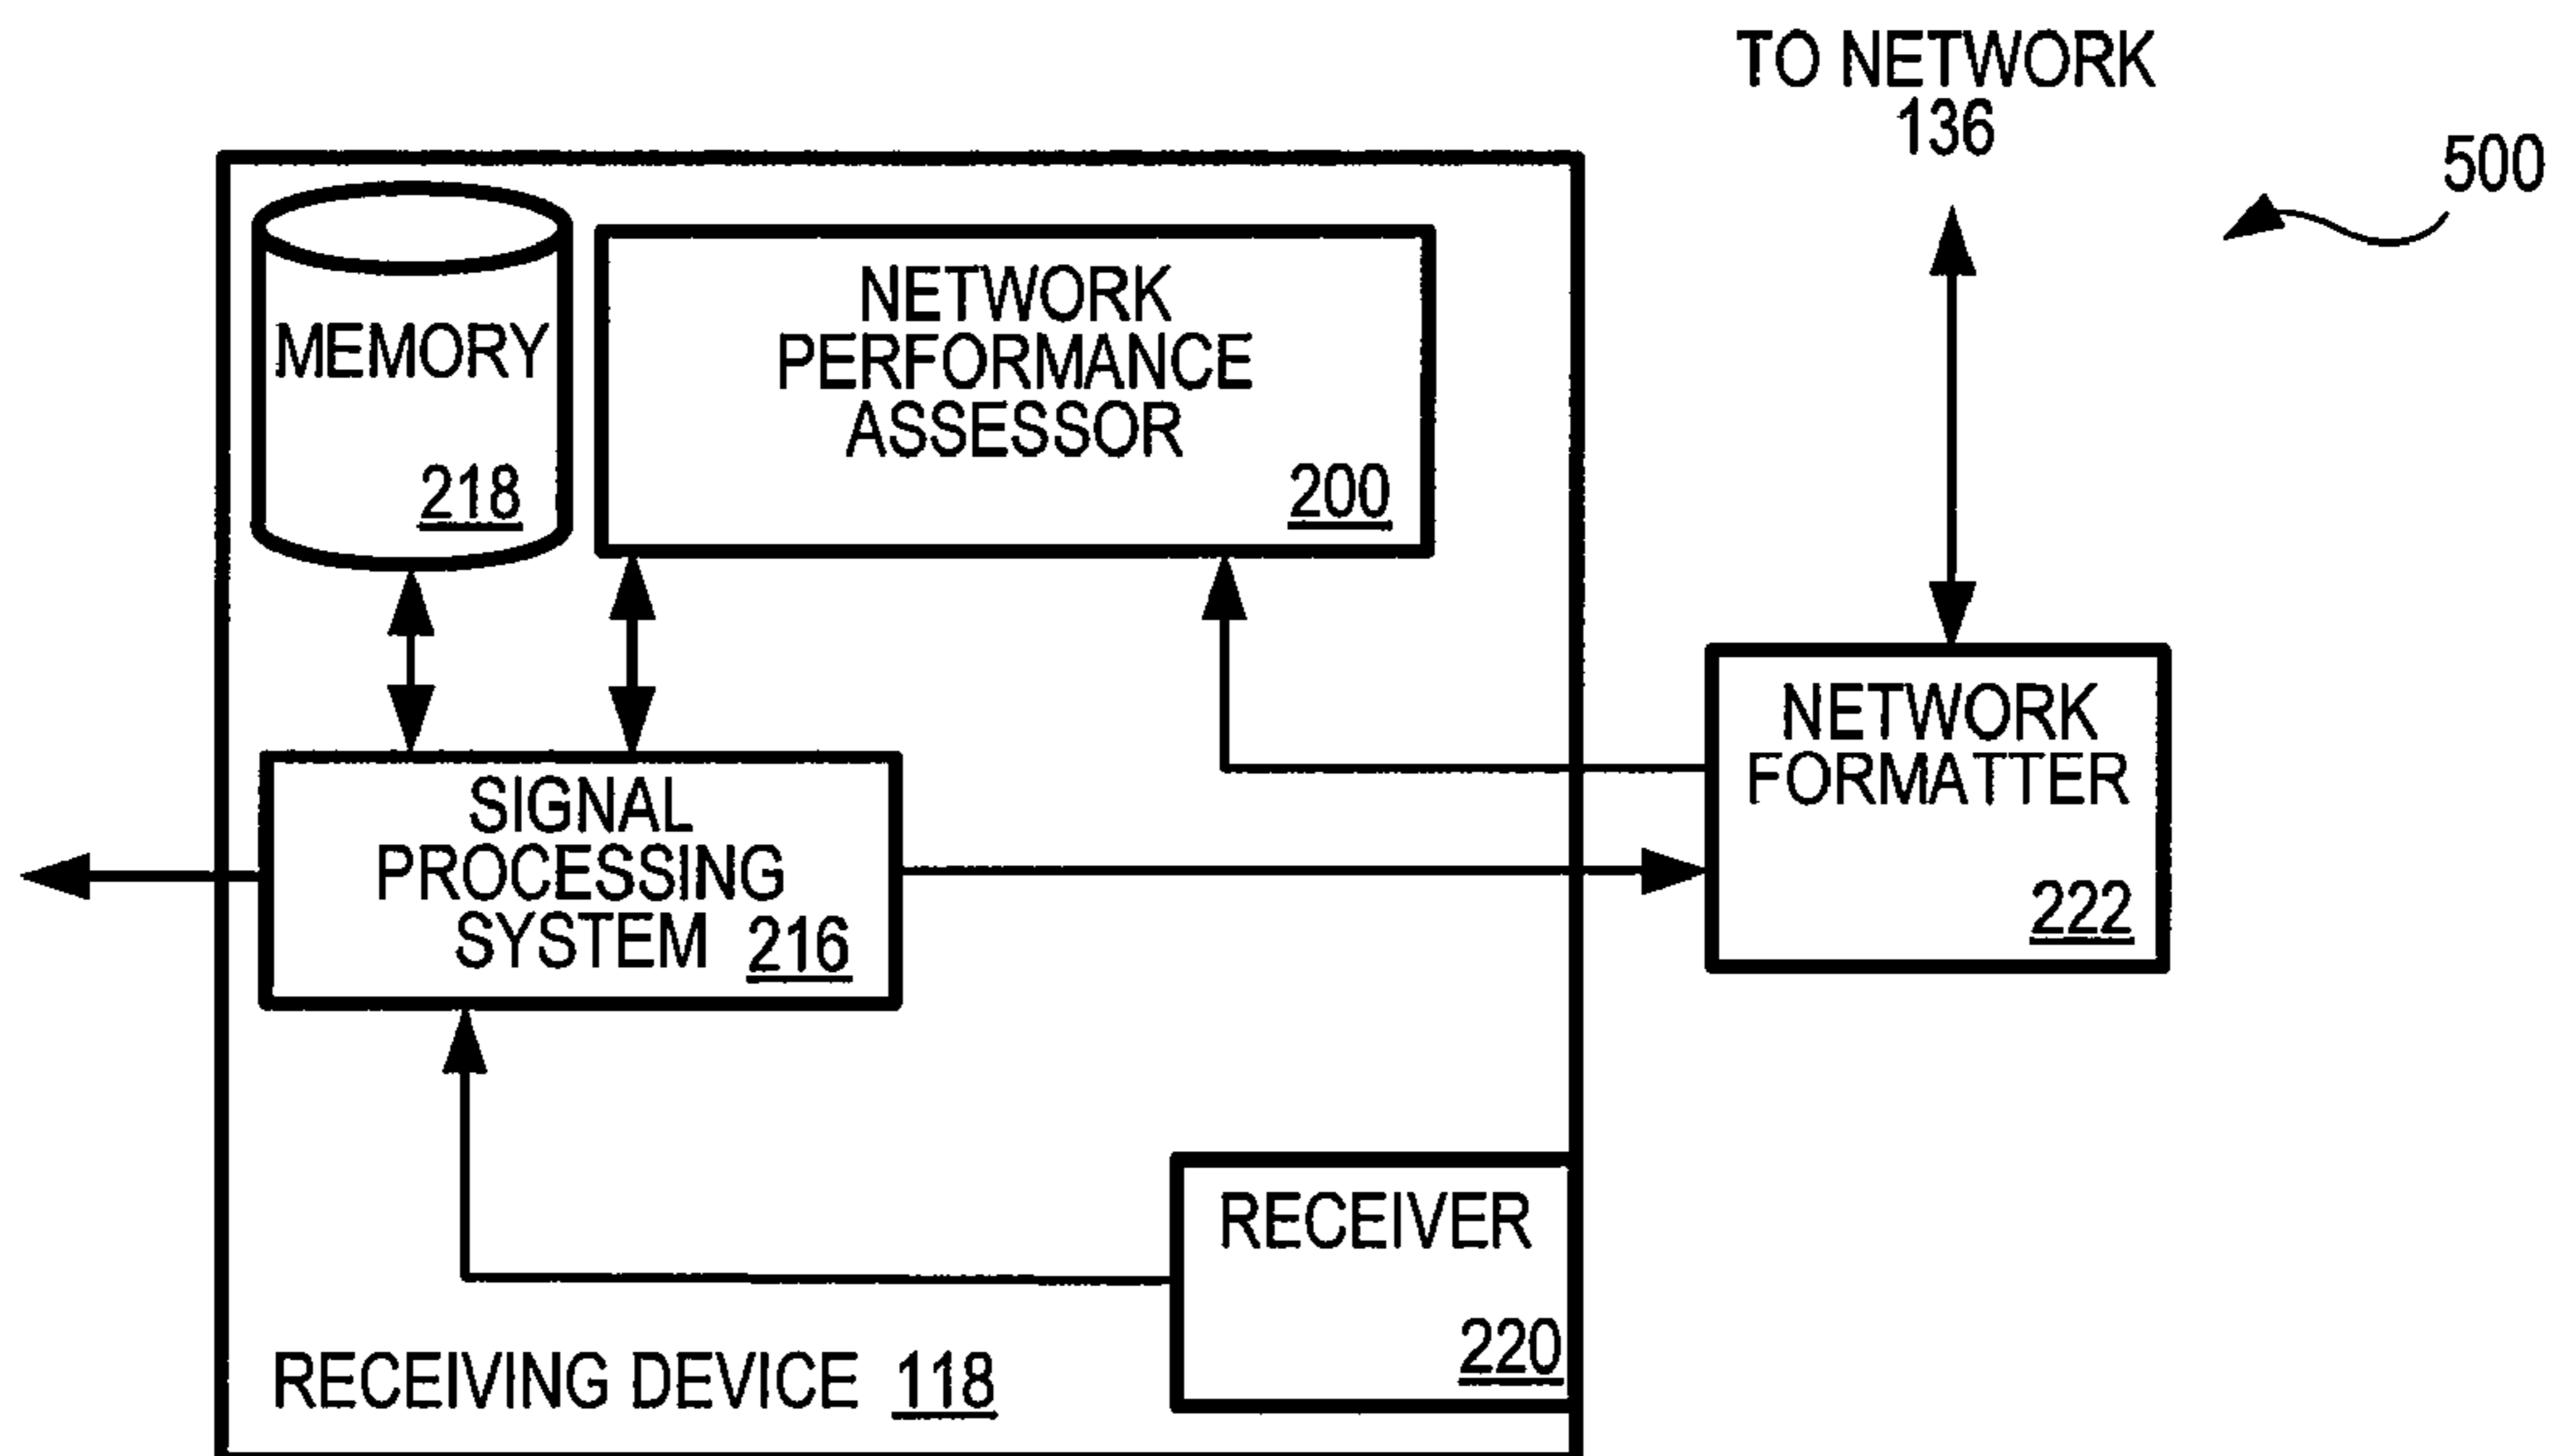 TO NETWORK
136
500
MEMORY
218
NETWORK
PERFORMANCE
ASSESSOR
200
SIGNAL
PROCESSING
SYSTEM 216
NETWORK
FORMATTER
222
RECEIVER
220
RECEIVING DEVICE 118